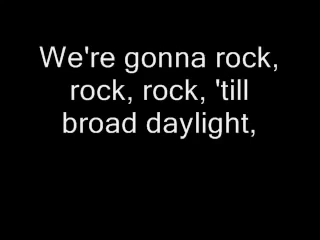 We're gonna rock,
rock, rock, 'till
broad daylight,